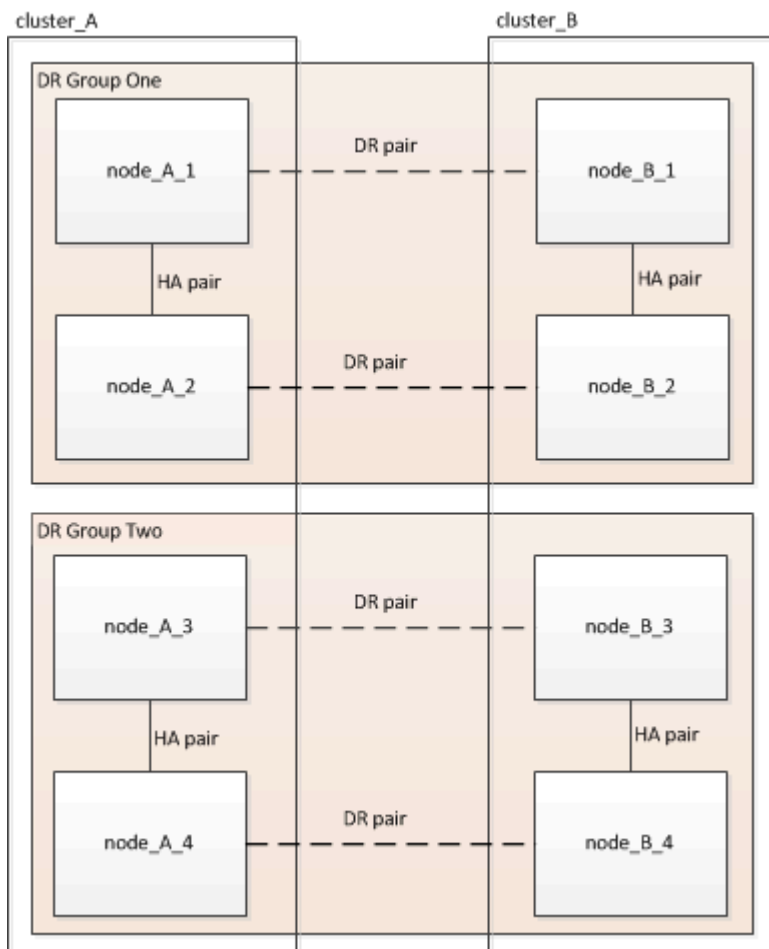 cluster_A
cluster_B
DR Group One
node_A_1
DR pair
node_B_1
HA pair
HA pair
node_A_2
DR pair
node_B_2
DR Group Two
node_A_3
DR pair
node_B_3
HA pair
HA pair
node_A_4
DR pair
node_B_4